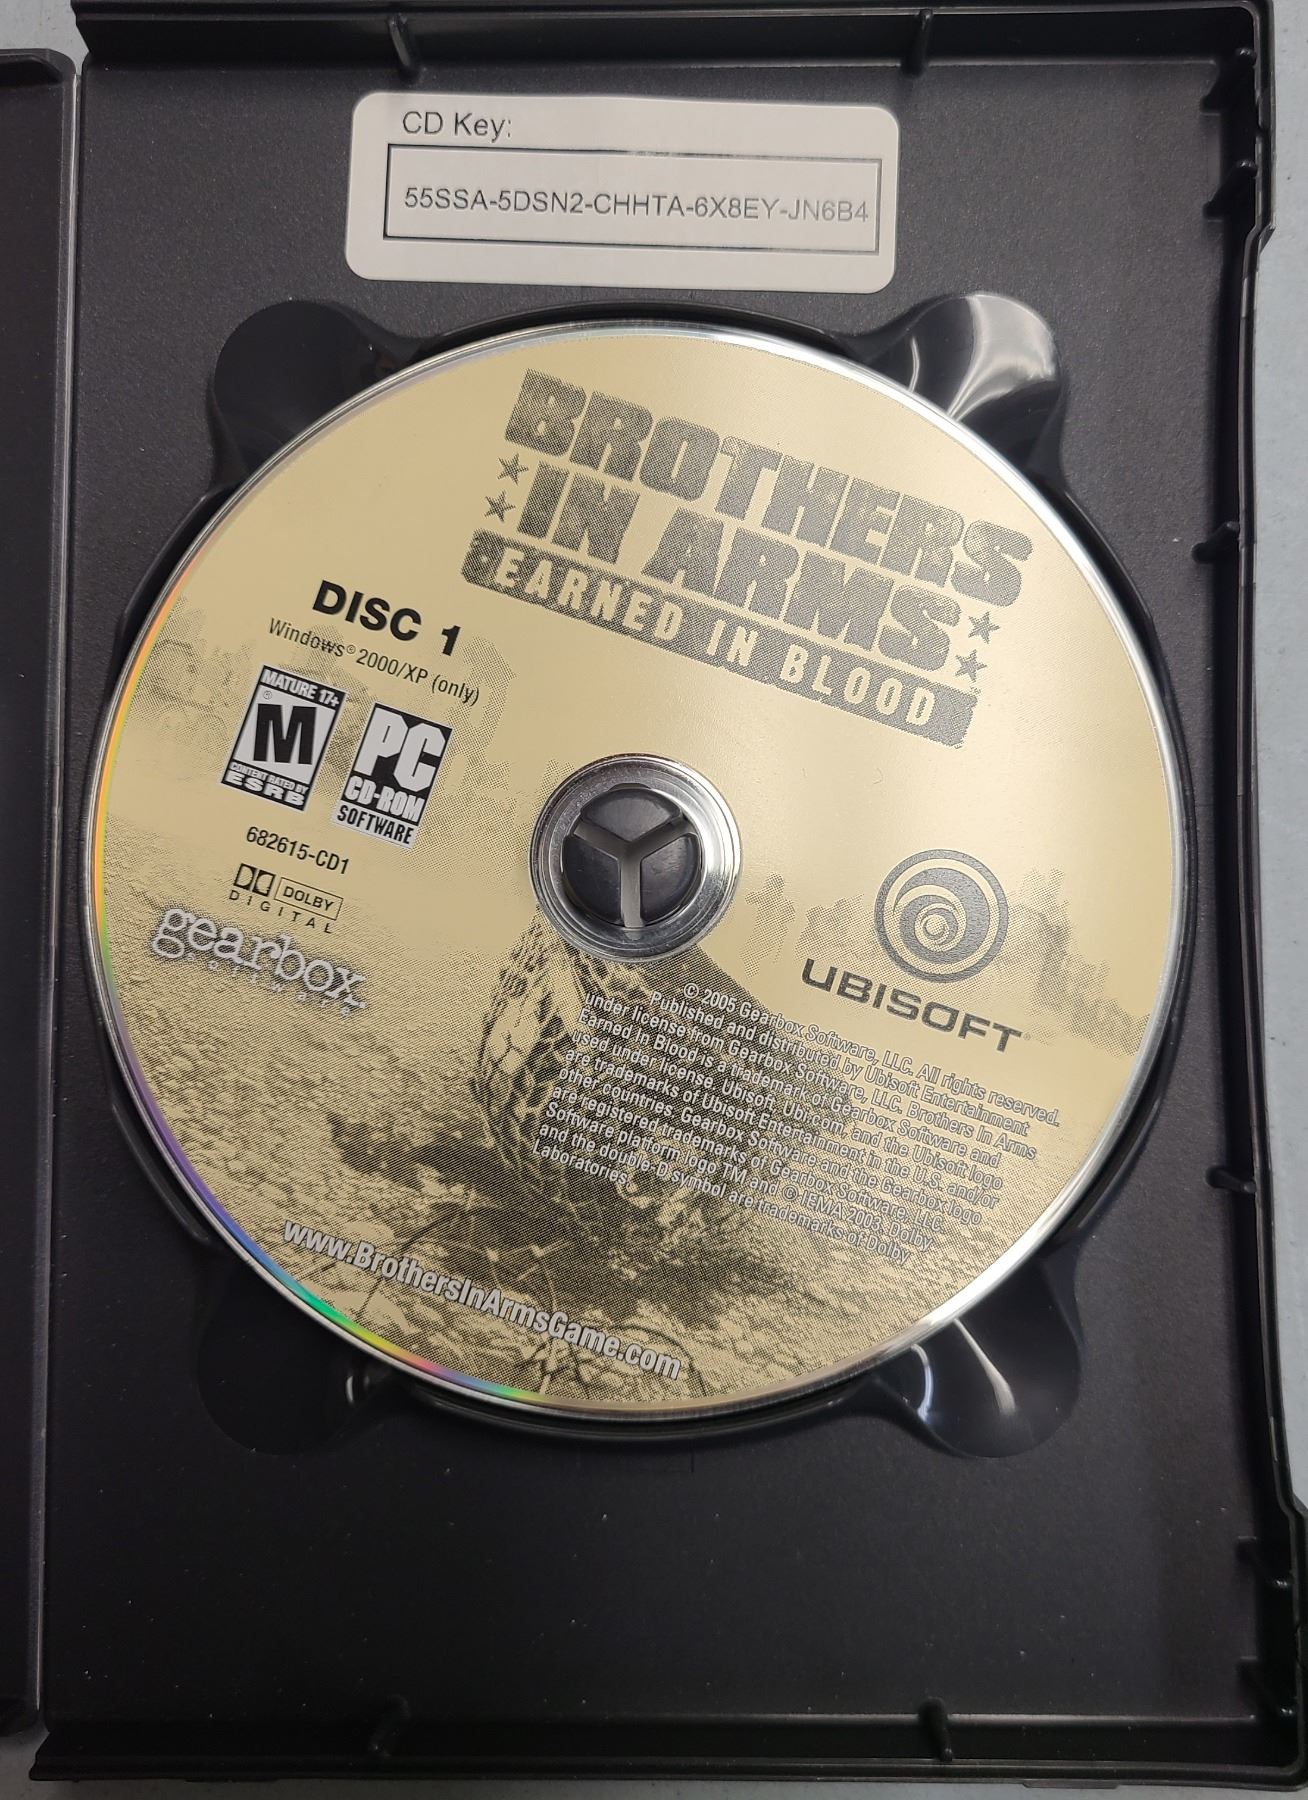 CD Key:
55SSA-5DSN2-CHHTA-6X8EY-JN6B4
BROTHERS
IN ARMS
EARNED IN BLOOD
DISC 1
Windows® 2000/XP (only)
MATURE 17+
M
®
CONTENT RATED BY
ESRB
PC
CD-ROM
SOFTWARE
682615-CD1
DOLBY
DIGITAL
gearbox
software
UBISOFT
© 2005 Gearbox Software, LLC. All rights reserved.
Published and distributed by Ubisoft Entertainment
under license from Gearbox Software, LLC. Brothers In Arms
Earned In Blood is a trademark of Gearbox Software and
used under license. Ubisoft, Ubi.com, and the Ubisoft logo
are trademarks of Ubisoft Entertainment in the U.S. and/or
other countries. Gearbox Software and the Gearbox logo
are registered trademarks of Gearbox Software, LLC.
Software platform logo TM and © IEMA 2003. Dolby
and the double-D symbol are trademarks of Dolby
Laboratories.
www.BrothersInArmsGame.com